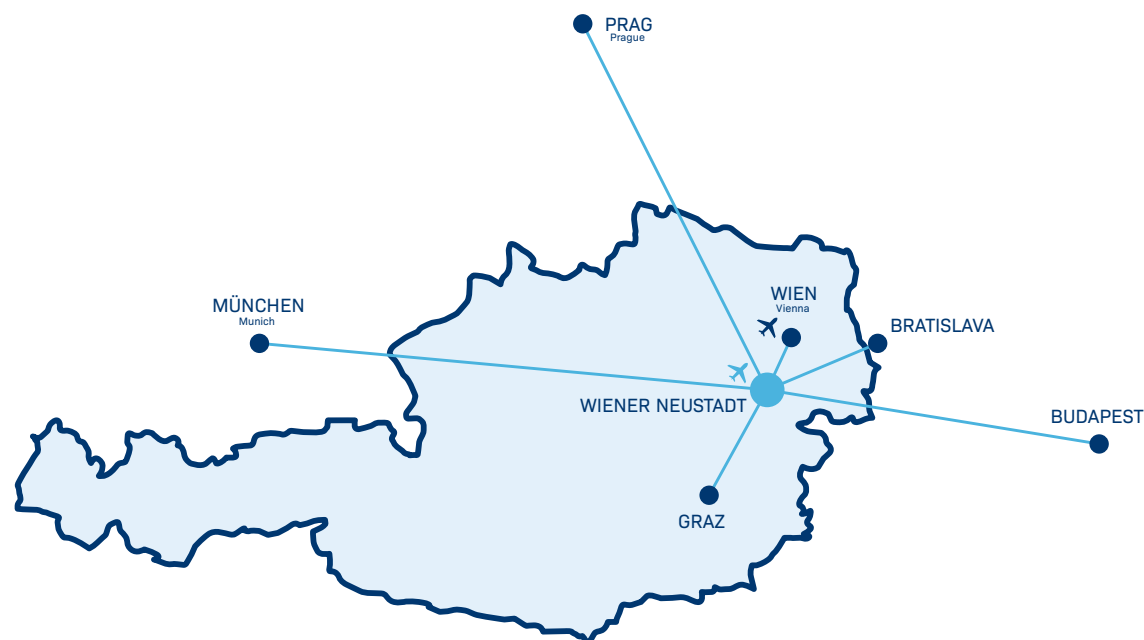 PRAG
Prague
WIEN
Vienna
MÜNCHEN
Munich
BRATISLAVA
WIENER NEUSTADT
BUDAPEST
GRAZ